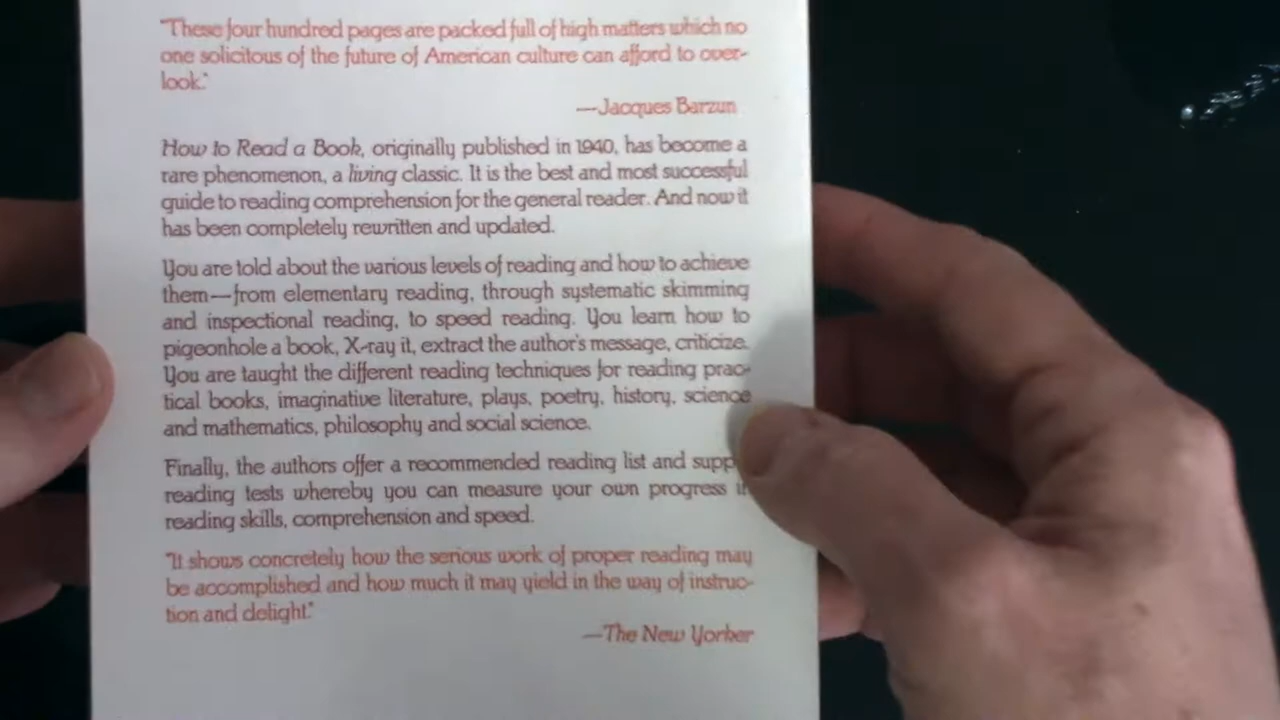 "These four hundred pages are packed full of high matters which no
one solicitous of the future of American culture can afford to over-
look."
—Jacques Barzun
How to Read a Book, originally published in 1940, has become a
rare phenomenon, a living classic. It is the best and most successful
guide to reading comprehension for the general reader. And now it
has been completely rewritten and updated.
You are told about the various levels of reading and how to achieve
them—from elementary reading, through systematic skimming
and inspectional reading, to speed reading. You learn how to
pigeonhole a book, X-ray it, extract the author's message, criticize.
You are taught the different reading techniques for reading prac-
tical books, imaginative literature, plays, poetry, history, science
and mathematics, philosophy and social science.
Finally, the authors offer a recommended reading list and
reading tests whereby you can measure your own progress
reading skills, comprehension and speed.
"It shows concretely how the serious work of proper reading may
be accomplished and how much it may yield in the way of instruc-
tion and delight."
—The New Yorker